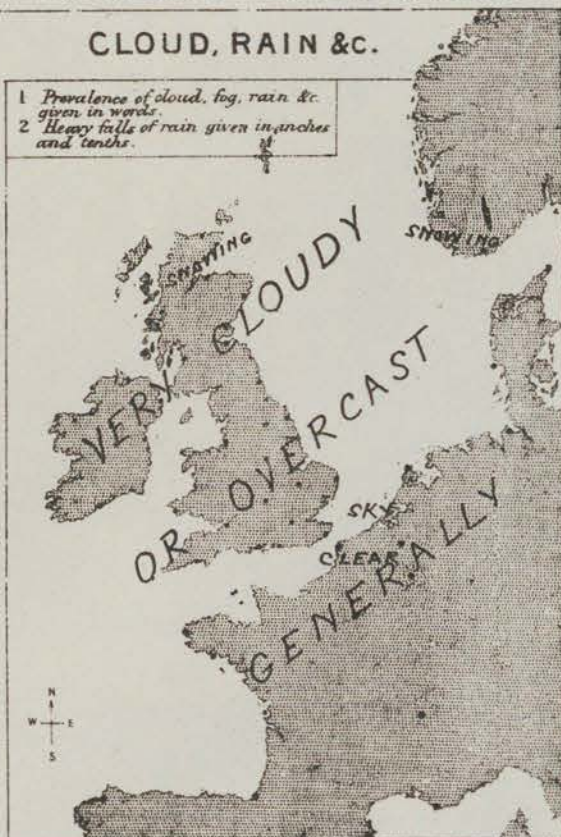 CLOUD, RAIN &c.
1 Prevalence of cloud, fog, rain &c.
given in words.
2 Heavy falls of rain given in inches
and tenths.
SNOWING
SNOWING
VERY CLOUDY
OR OVERCAST
SKY
CLEAR
GENERALLY
N
W E
S